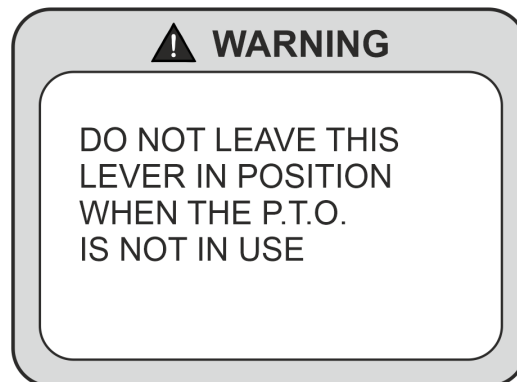 WARNING
DO NOT LEAVE THIS
LEVER IN POSITION
WHEN THE P.T.O.
IS NOT IN USE